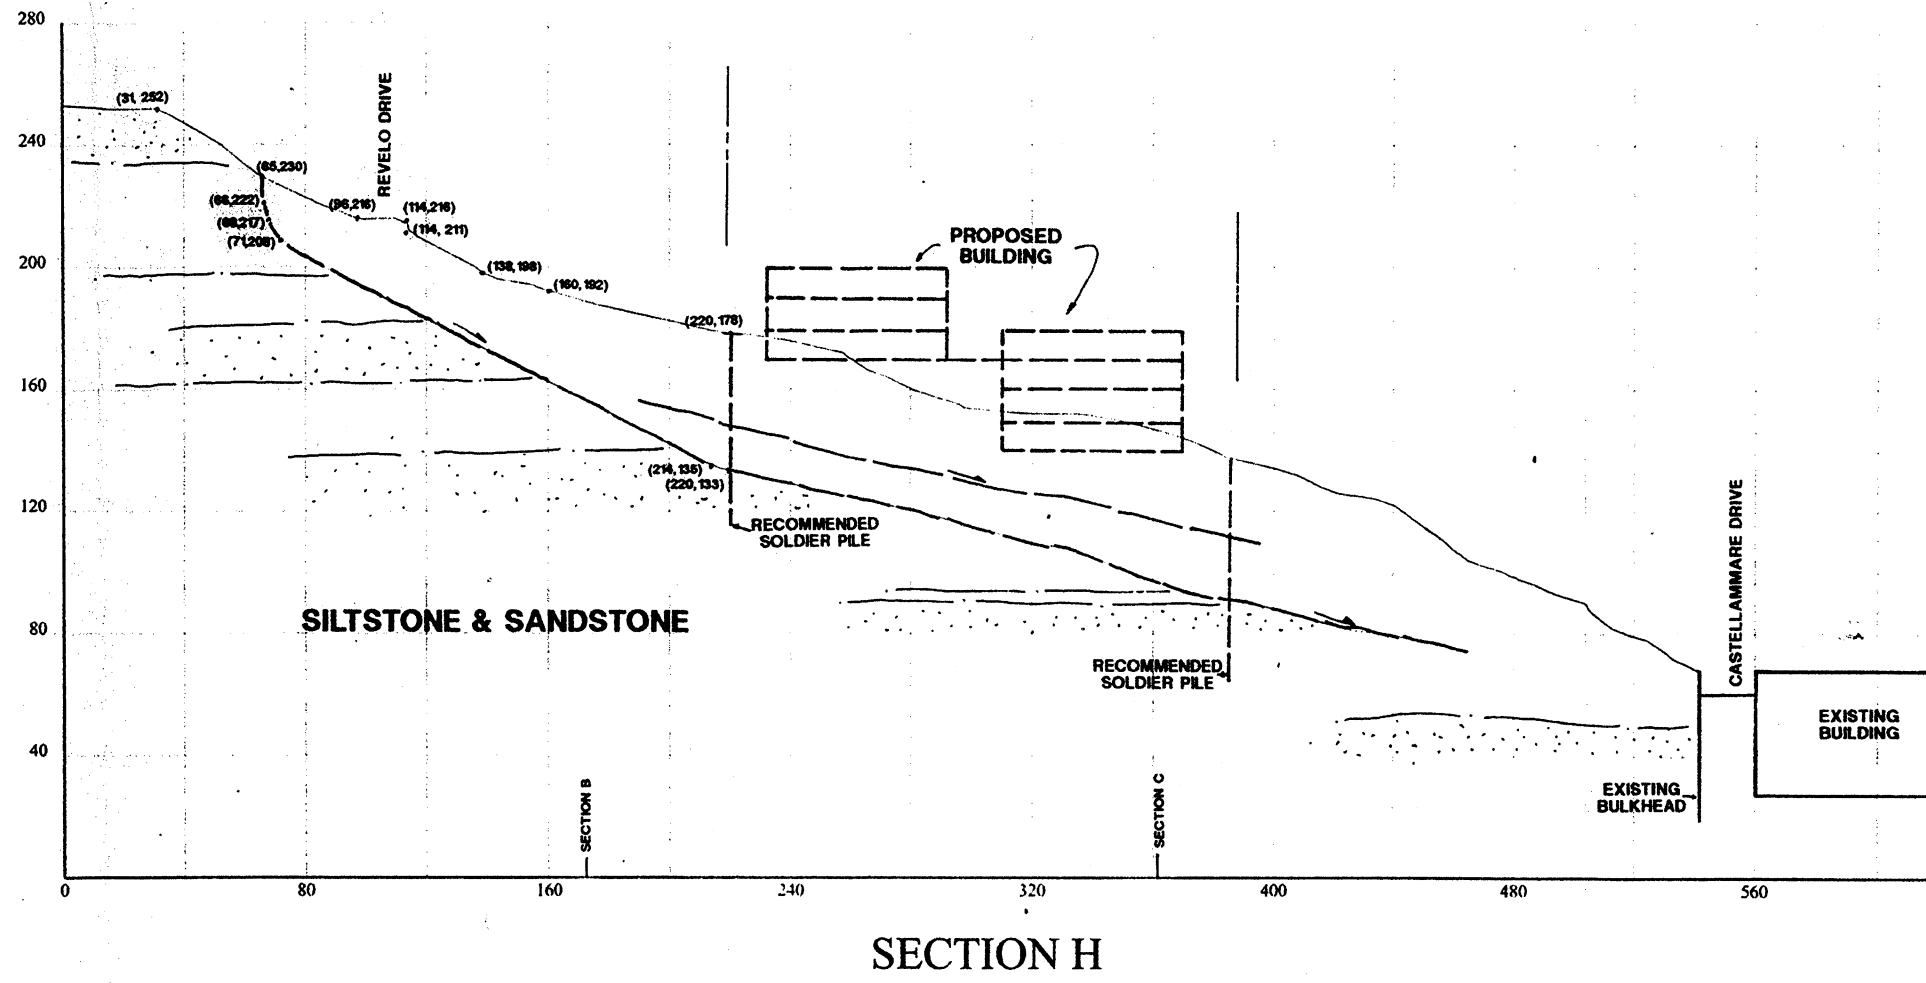 280
(31, 252)
240
REVELO DRIVE
(65,230)
(66,222)
(96,216)
(114,216)
(68,217)
(114, 211)
(71,208)
200
(138,198)
(160,192)
PROPOSED
BUILDING
(220,178)
160
(214,135)
(220,133)
120
RECOMMENDED
SOLDIER PILE
CASTELLAMMARE DRIVE
80
SILTSTONE & SANDSTONE
RECOMMENDED
SOLDIER PILE
EXISTING
BUILDING
40
SECTION B
SECTION C
EXISTING
BULKHEAD
0 80 160 240 320 400 480 560
SECTION H